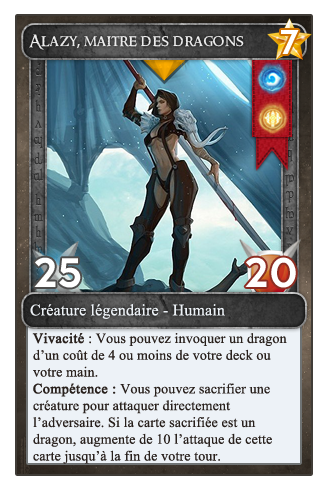 Alazy, maitre des dragons
7
25
20
Créature légendaire - Humain
Vivacité : Vous pouvez invoquer un dragon
d’un coût de 4 ou moins de votre deck ou
votre main.
Compétence : Vous pouvez sacrifier une
créature pour attaquer directement
l’adversaire. Si la carte sacrifiée est un
dragon, augmente de 10 l’attaque de cette
carte jusqu’à la fin de votre tour.